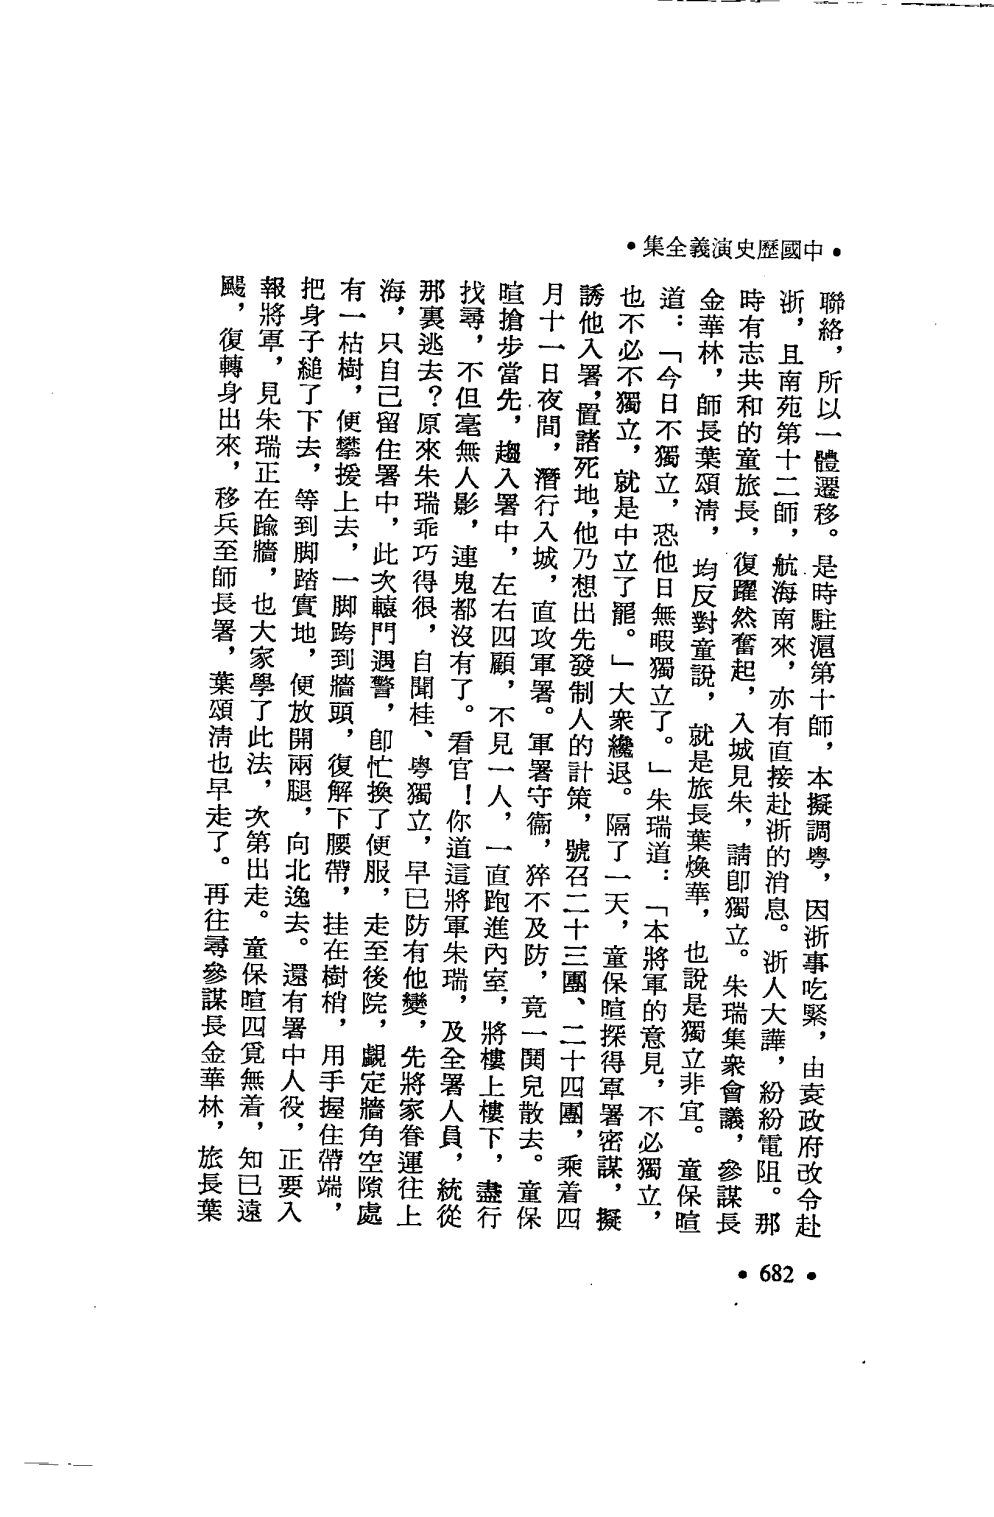 •中國歷史演義全集•
聯絡，所以一體遷移。是時駐滬第十師，本擬調粵，因浙事吃緊，由袁政府改令赴
浙，且南苑第十二師，航海南來，亦有直接赴浙的消息。浙人大譁，紛紛電阻。那
時有志共和的童旅長，復躍然奮起，入城見朱，請卽獨立。朱瑞集衆會議，參謀長
金華林，師長葉頌清，均反對童說，就是旅長葉煥華，也說是獨立非宜。童保暄
道：「今日不獨立，恐他日無暇獨立了。」朱瑞道：「本將軍的意見，不必獨立，
也不必不獨立，就是中立了罷。」大衆纔退。隔了一天，童保暄探得軍署密謀，擬
誘他入署，置諸死地，他乃想出先發制人的計策，號召二十三團、二十四團，乘着四
月十一日夜間，潛行入城，直攻軍署。軍署守衞，猝不及防，竟一鬨兒散去。童保
暄搶步當先，趨入署中，左右四顧，不見一人，一直跑進內室，將樓上樓下，盡行
找尋，不但毫無人影，連鬼都沒有了。看官！你道這將軍朱瑞，及全署人員，統從
那裏逃去？原來朱瑞乖巧得很，自聞桂、粵獨立，早已防有他變，先將家眷運往上
海，只自己留住署中，此次轅門遇警，卽忙換了便服，走至後院，覷定牆角空隙處
有一枯樹，便攀援上去，一脚跨到牆頭，復解下腰帶，挂在樹梢，用手握住帶端，
把身子縋了下去，等到脚踏實地，便放開兩腿，向北逸去。還有署中人役，正要入
報將軍，見朱瑞正在踰牆，也大家學了此法，次第出走。童保暄四覓無着，知已遠
颺，復轉身出來，移兵至師長署，葉頌清也早走了。再往尋參謀長金華林，旅長葉
•682•